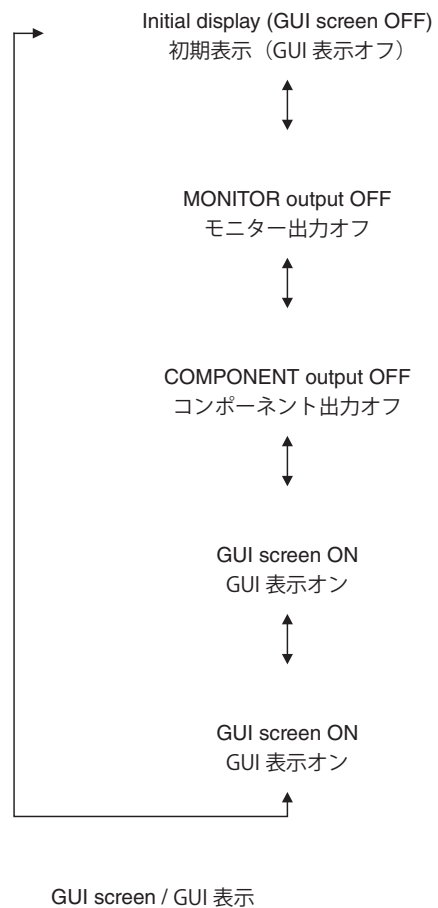 Initial display (GUI screen OFF)
初期表示（GUI 表示オフ）
MONITOR output OFF
モニター出力オフ
COMPONENT output OFF
コンポーネント出力オフ
GUI screen ON
GUI 表示オン
GUI screen ON
GUI 表示オン
GUI screen / GUI 表示